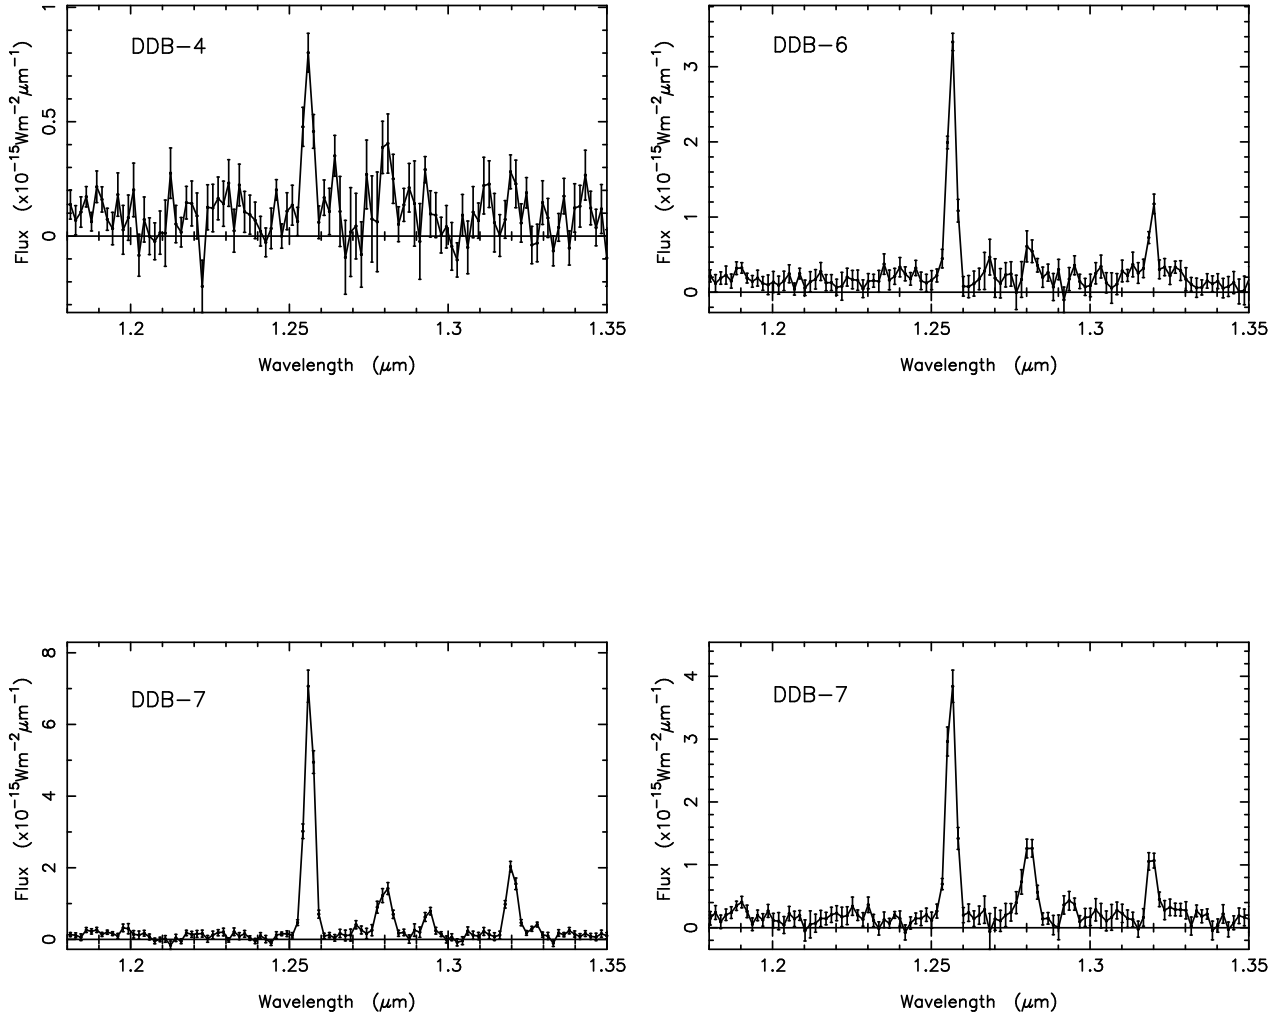 DDB−4
1
0.5
0
Flux (x10−15Wm−2μm−1)
1.2 1.25 1.3 1.35
Wavelength (μm)
DDB−6
3
2
1
0
Flux (x10−15Wm−2μm−1)
1.2 1.25 1.3 1.35
Wavelength (μm)
DDB−7
8
6
4
2
0
Flux (x10−15Wm−2μm−1)
1.2 1.25 1.3 1.35
Wavelength (μm)
DDB−7
4
3
2
1
0
Flux (x10−15Wm−2μm−1)
1.2 1.25 1.3 1.35
Wavelength (μm)